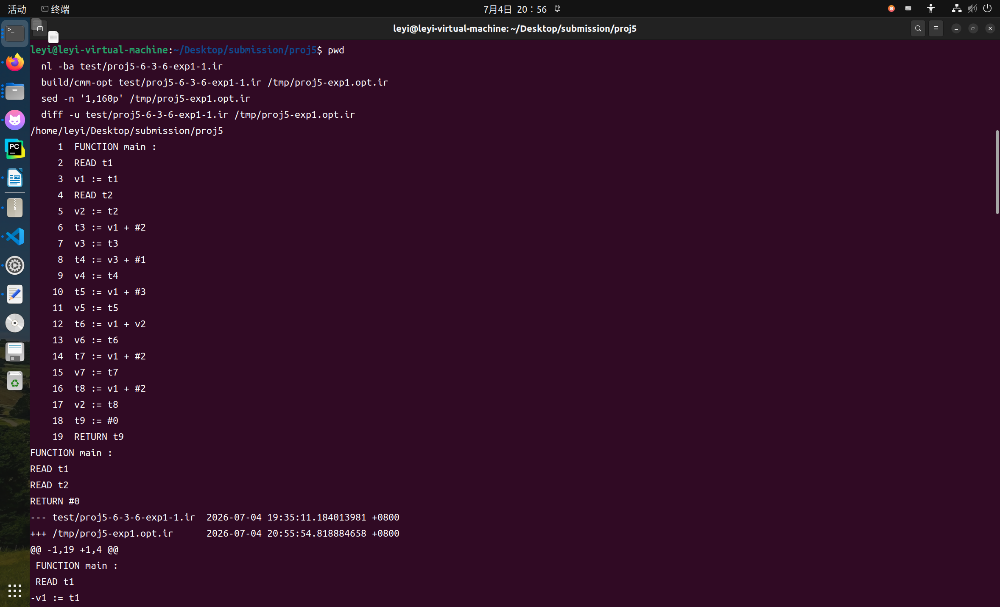 活动 终端 7月4日 20：56
leyi@leyi-virtual-machine: ~/Desktop/submission/proj5
leyi@leyi-virtual-machine:~/Desktop/submission/proj5$ pwd
  nl -ba test/proj5-6-3-6-exp1-1.ir
  build/cmm-opt test/proj5-6-3-6-exp1-1.ir /tmp/proj5-exp1.opt.ir
  sed -n '1,160p' /tmp/proj5-exp1.opt.ir
  diff -u test/proj5-6-3-6-exp1-1.ir /tmp/proj5-exp1.opt.ir
/home/leyi/Desktop/submission/proj5
     1  FUNCTION main :
     2  READ t1
     3  v1 := t1
     4  READ t2
     5  v2 := t2
     6  t3 := v1 + #2
     7  v3 := t3
     8  t4 := v3 + #1
     9  v4 := t4
    10  t5 := v1 + #3
    11  v5 := t5
    12  t6 := v1 + v2
    13  v6 := t6
    14  t7 := v1 + #2
    15  v7 := t7
    16  t8 := v1 + #2
    17  v2 := t8
    18  t9 := #0
    19  RETURN t9
FUNCTION main :
READ t1
READ t2
RETURN #0
--- test/proj5-6-3-6-exp1-1.ir  2026-07-04 19:35:11.184013981 +0800
+++ /tmp/proj5-exp1.opt.ir      2026-07-04 20:55:54.818884658 +0800
@@ -1,19 +1,4 @@
 FUNCTION main :
 READ t1
-v1 := t1
PC